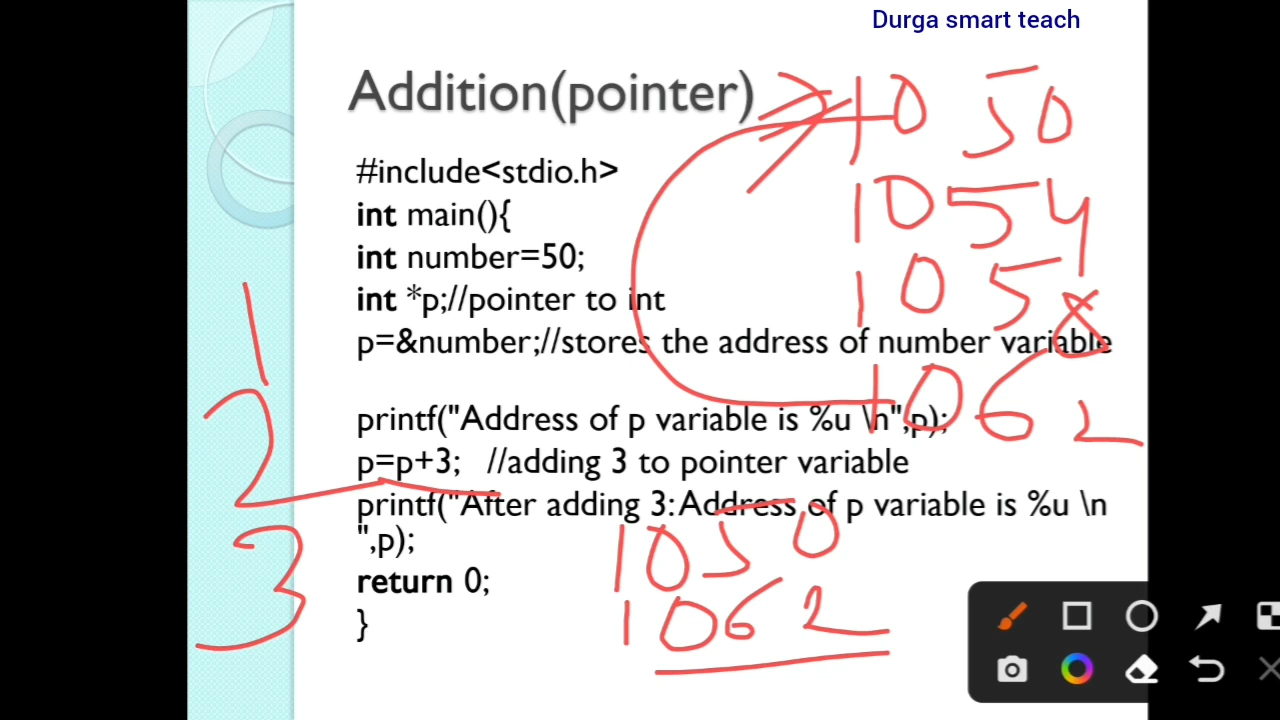 Durga smart teach
Addition(pointer)
1050
1054
1058
1062
#include<stdio.h>
int main(){
int number=50;
int *p;//pointer to int
p=&number;//stores the address of number variable
printf("Address of p variable is %u \n",p);
p=p+3;   //adding 3 to pointer variable
printf("After adding 3: Address of p variable is %u \n
",p);
return 0;
}
1
2
3
1050
1062